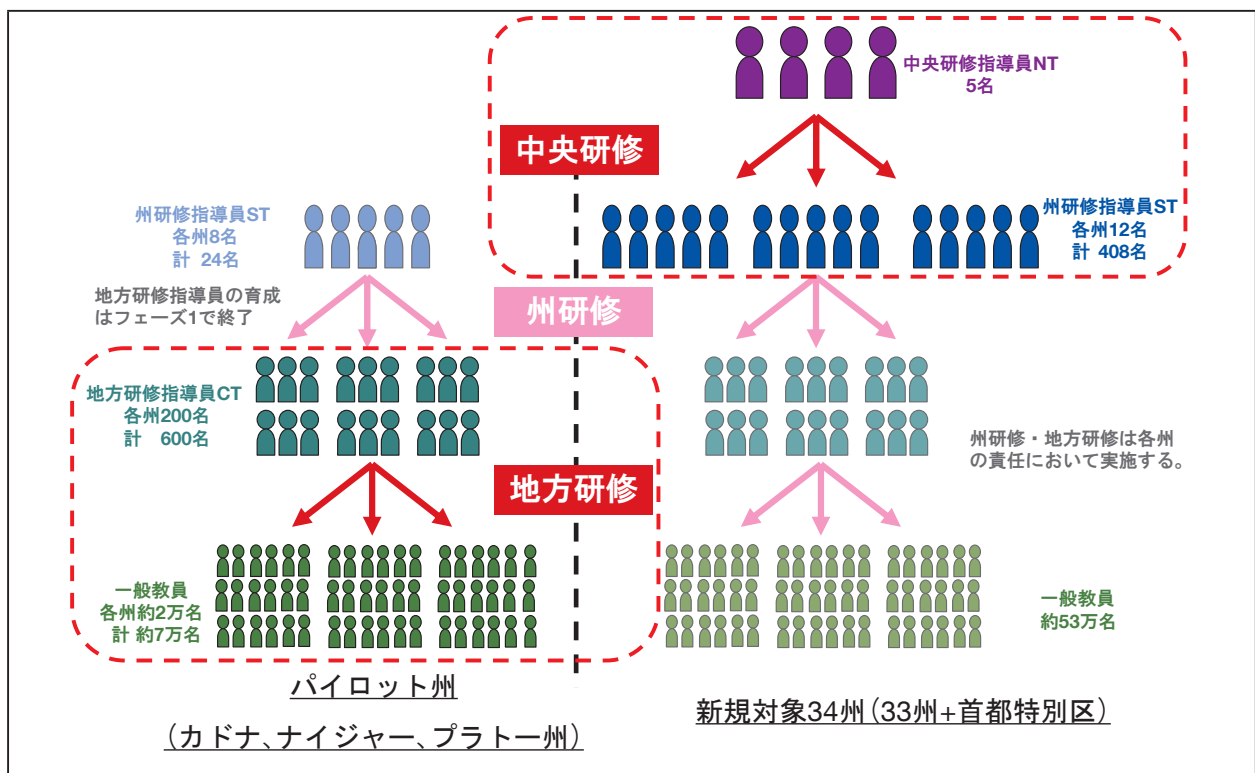 中央研修指導員NT
5名
中央研修
州研修指導員ST
各州8名
計 24名
州研修指導員ST
各州12名
計 408名
地方研修指導員の育成
はフェーズ1で終了
州研修
地方研修指導員CT
各州200名
計 600名
州研修・地方研修は各州
の責任において実施する。
地方研修
一般教員
各州約2万名
計 約7万名
一般教員
約53万名
パイロット州
（カドナ、ナイジャー、プラトー州）
新規対象34州（33州+首都特別区）